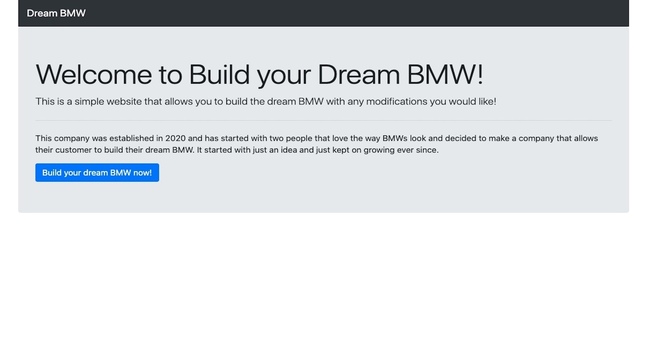 Dream BMW
Welcome to Build your Dream BMW!
This is a simple website that allows you to build the dream BMW with any modifications you would like!
This company was established in 2020 and has started with two people that love the way BMWs look and decided to make a company that allows
their customer to build their dream BMW. It started with just an idea and just kept on growing ever since.
Build your dream BMW now!